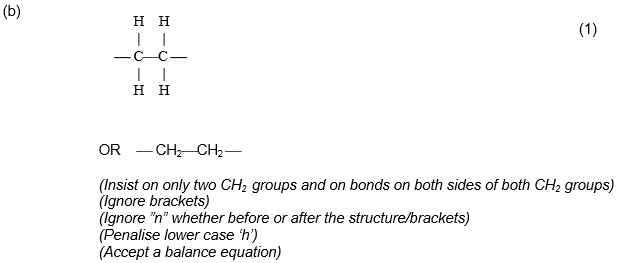 (b)
H H
| | (1)
—C—C—
| |
H H
OR —CH₂—CH₂—
(Insist on only two CH₂ groups and on bonds on both sides of both CH₂ groups)
(Ignore brackets)
(Ignore ”n” whether before or after the structure/brackets)
(Penalise lower case ‘h’)
(Accept a balance equation)